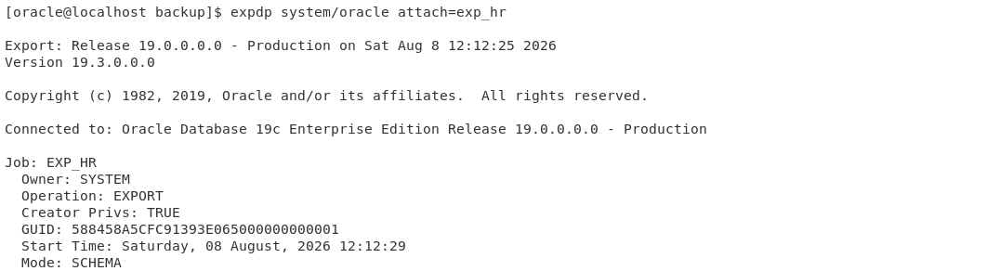 [oracle@localhost backup]$ expdp system/oracle attach=exp_hr
Export: Release 19.0.0.0.0 - Production on Sat Aug 8 12:12:25 2026
Version 19.3.0.0.0
Copyright (c) 1982, 2019, Oracle and/or its affiliates.  All rights reserved.
Connected to: Oracle Database 19c Enterprise Edition Release 19.0.0.0.0 - Production
Job: EXP_HR
  Owner: SYSTEM
  Operation: EXPORT
  Creator Privs: TRUE
  GUID: 588458A5CFC91393E065000000000001
  Start Time: Saturday, 08 August, 2026 12:12:29
  Mode: SCHEMA